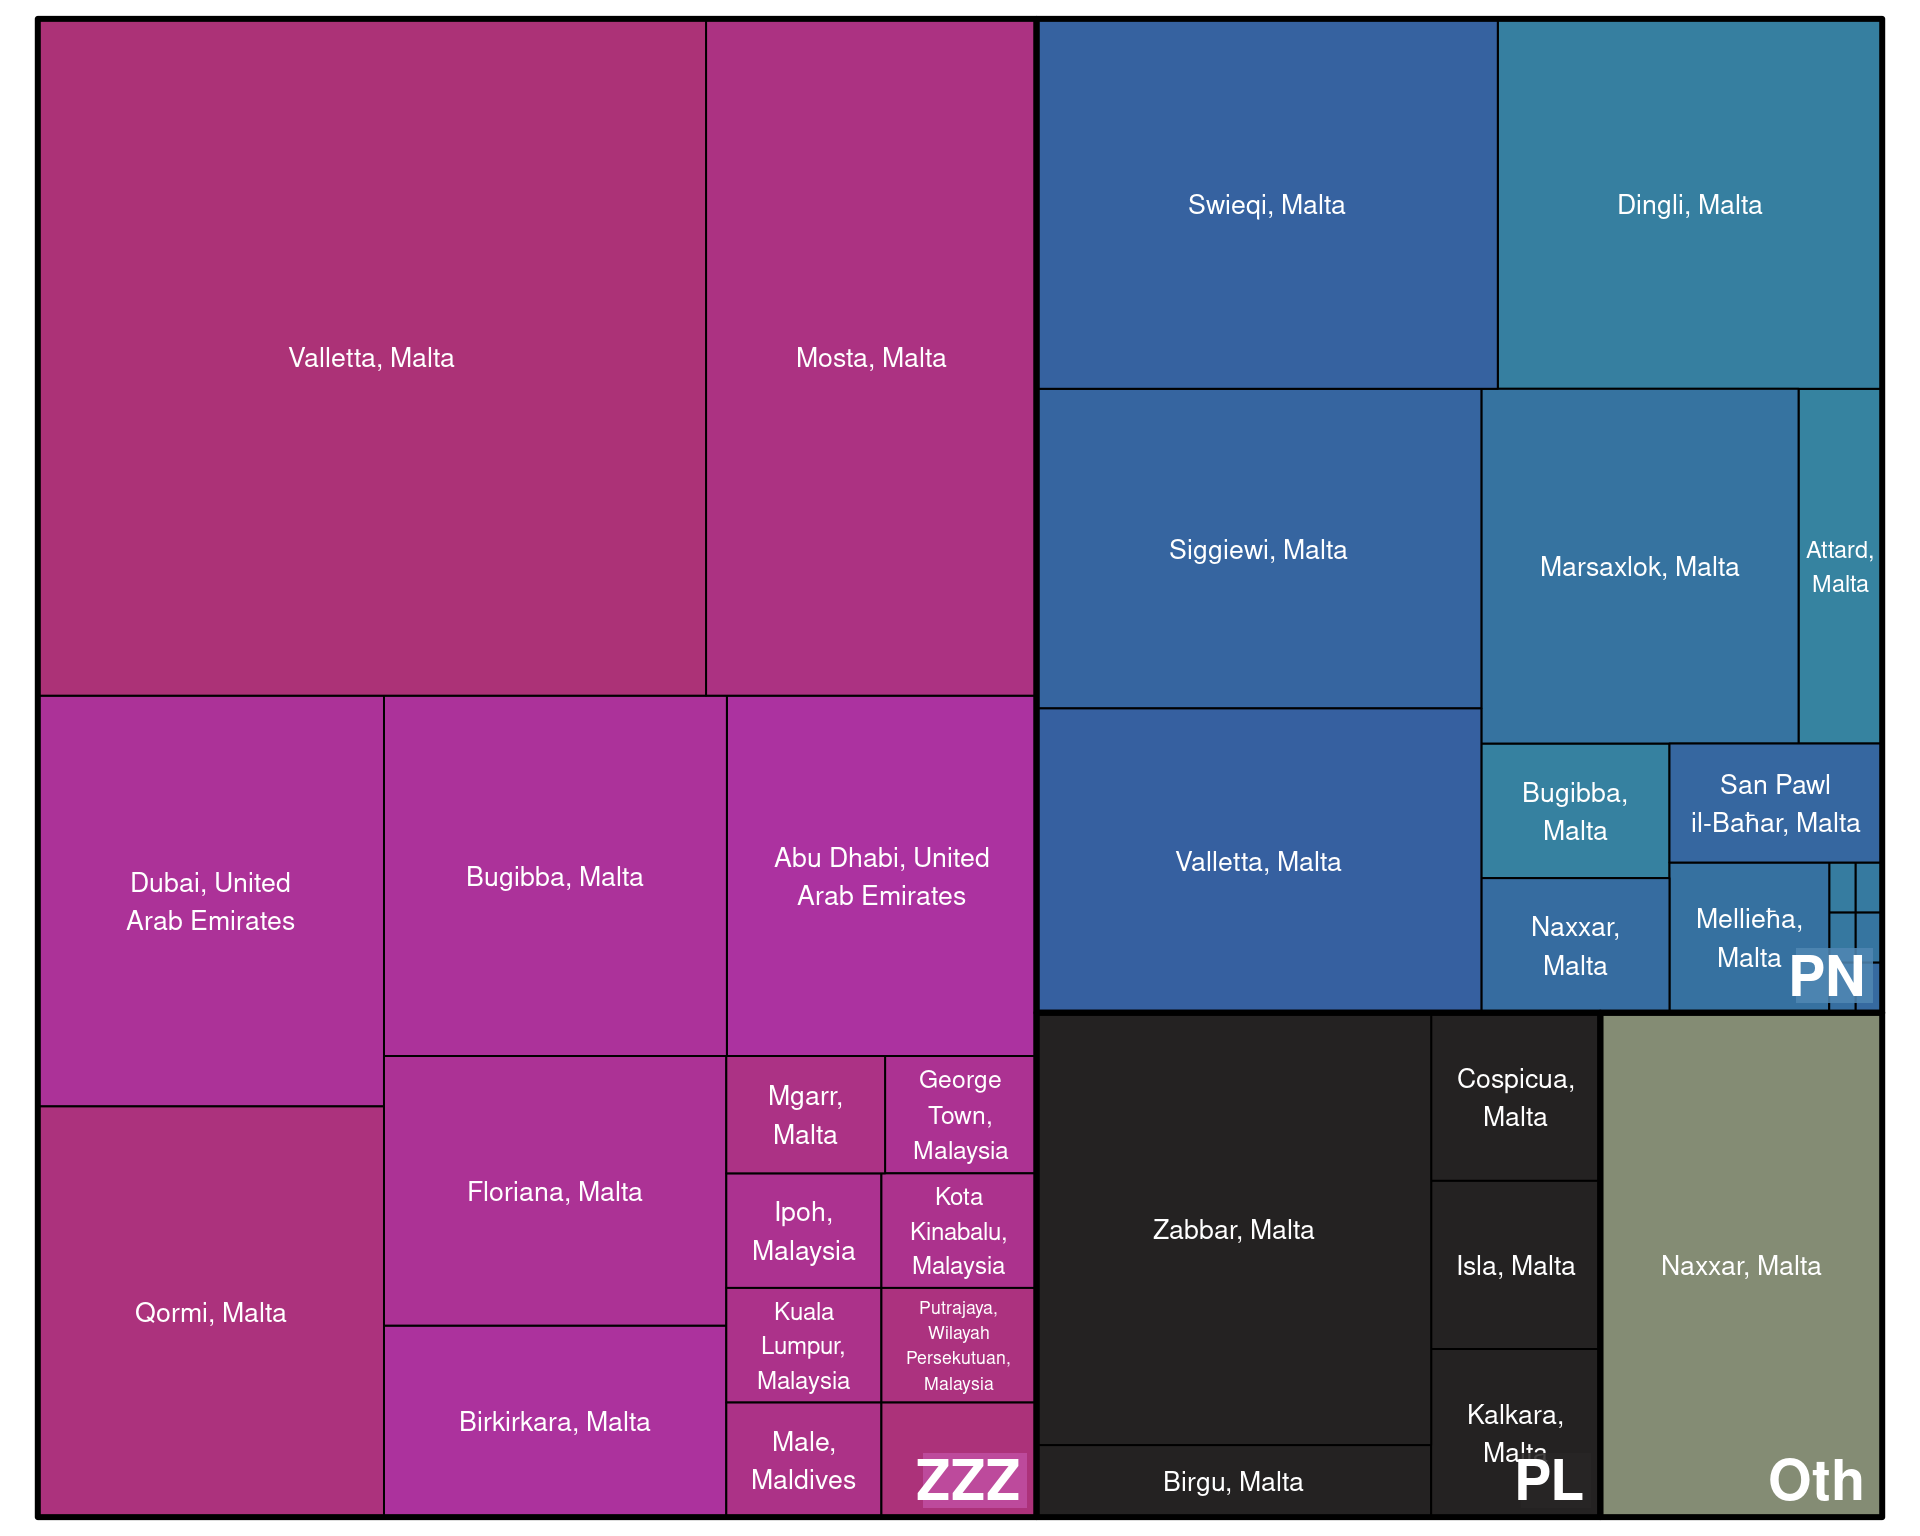 Valletta, Malta
Mosta, Malta
Dubai, United
Arab Emirates
Bugibba, Malta
Abu Dhabi, United
Arab Emirates
Qormi, Malta
Floriana, Malta
Birkirkara, Malta
Mgarr,
Malta
George
Town,
Malaysia
Ipoh,
Malaysia
Kota
Kinabalu,
Malaysia
Kuala
Lumpur,
Malaysia
Putrajaya,
Wilayah
Persekutuan,
Malaysia
Male,
Maldives
ZZZ
Swieqi, Malta
Dingli, Malta
Siggiewi, Malta
Marsaxlok, Malta
Attard,
Malta
Valletta, Malta
Bugibba,
Malta
San Pawl
il-Baħar, Malta
Naxxar,
Malta
Mellieħa,
Malta
PN
Zabbar, Malta
Cospicua,
Malta
Isla, Malta
Kalkara,
Malta
Birgu, Malta
PL
Naxxar, Malta
Oth